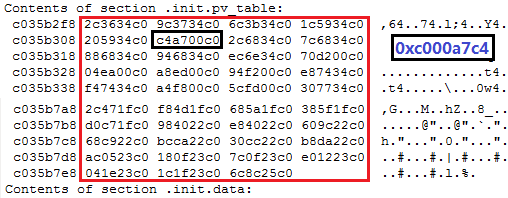 Contents of section .init.pv_table:
c035b2f8 2c3634c0 9c3734c0 6c3b34c0 1c5934c0 ,64..74.l;4..Y4.
c035b308 205934c0 c4a700c0 2c6834c0 7c6834c0 0xc000a7c4
c035b318 886834c0 946834c0 ec6e34c0 70d200c0
c035b328 04ea00c0 a8ed00c0 94f200c0 e87434c0 .............t4.
c035b338 f47434c0 a4f800c0 5cfd00c0 307734c0 .t4.....\...0w4.
c035b7a8 2c471fc0 f84d1fc0 685a1fc0 385f1fc0 ,G...M..hZ..8_..
c035b7b8 d0c71fc0 984022c0 e84022c0 609c22c0 .....@"..@".`.".
c035b7c8 68c922c0 bcca22c0 30cc22c0 b8da22c0 h."...".0."...".
c035b7d8 ac0523c0 180f23c0 7c0f23c0 e01223c0 ..#...#.|.#...#.
c035b7e8 041e23c0 1c1f23c0 6c8c25c0 ..#...#.l.%.
Contents of section .init.data: